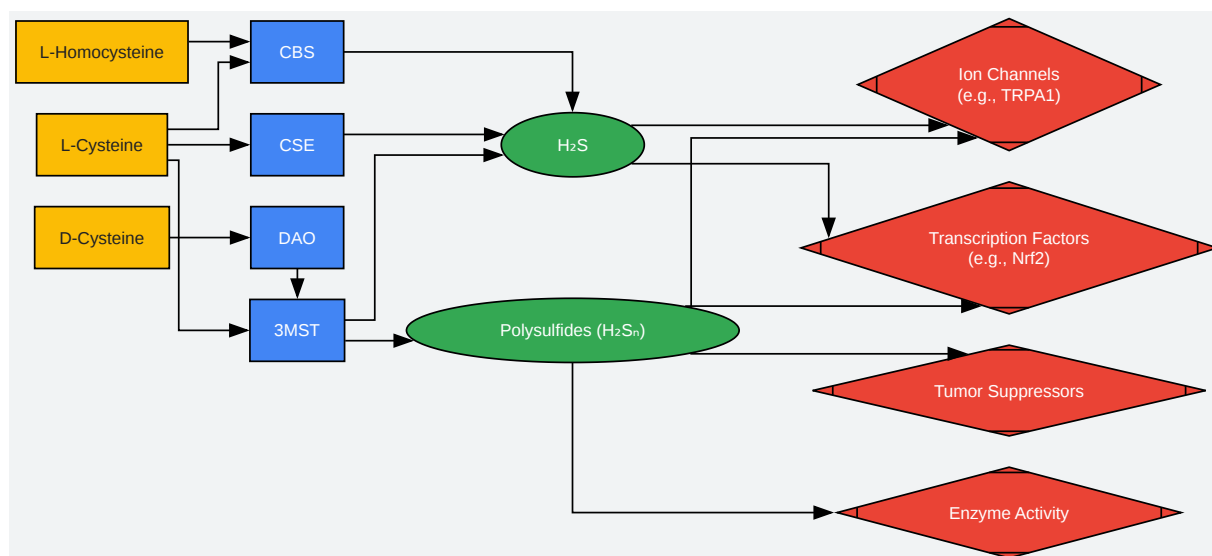 L-Homocysteine
CBS
Ion Channels
(e.g., TRPA1)
L-Cysteine
CSE
H₂S
D-Cysteine
DAO
Transcription Factors
(e.g., Nrf2)
3MST
Polysulfides (H₂Sₙ)
Tumor Suppressors
Enzyme Activity